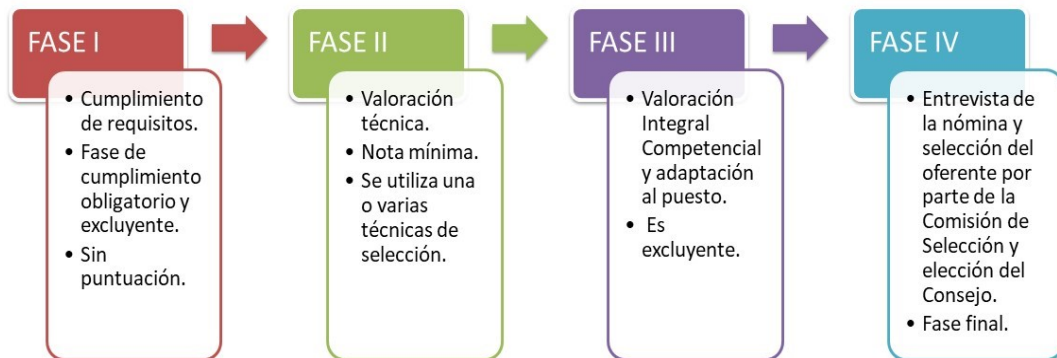 FASE I
• Cumplimiento
de requisitos.
• Fase de
cumplimiento
obligatorio y
excluyente.
• Sin
puntuación.
FASE II
• Valoración
técnica.
• Nota mínima.
• Se utiliza una
o varias
técnicas de
selección.
FASE III
• Valoración
Integral
Competencial
y adaptación
al puesto.
• Es
excluyente.
FASE IV
• Entrevista de
la nómina y
selección del
oferente por
parte de la
Comisión de
Selección y
elección del
Consejo.
• Fase final.